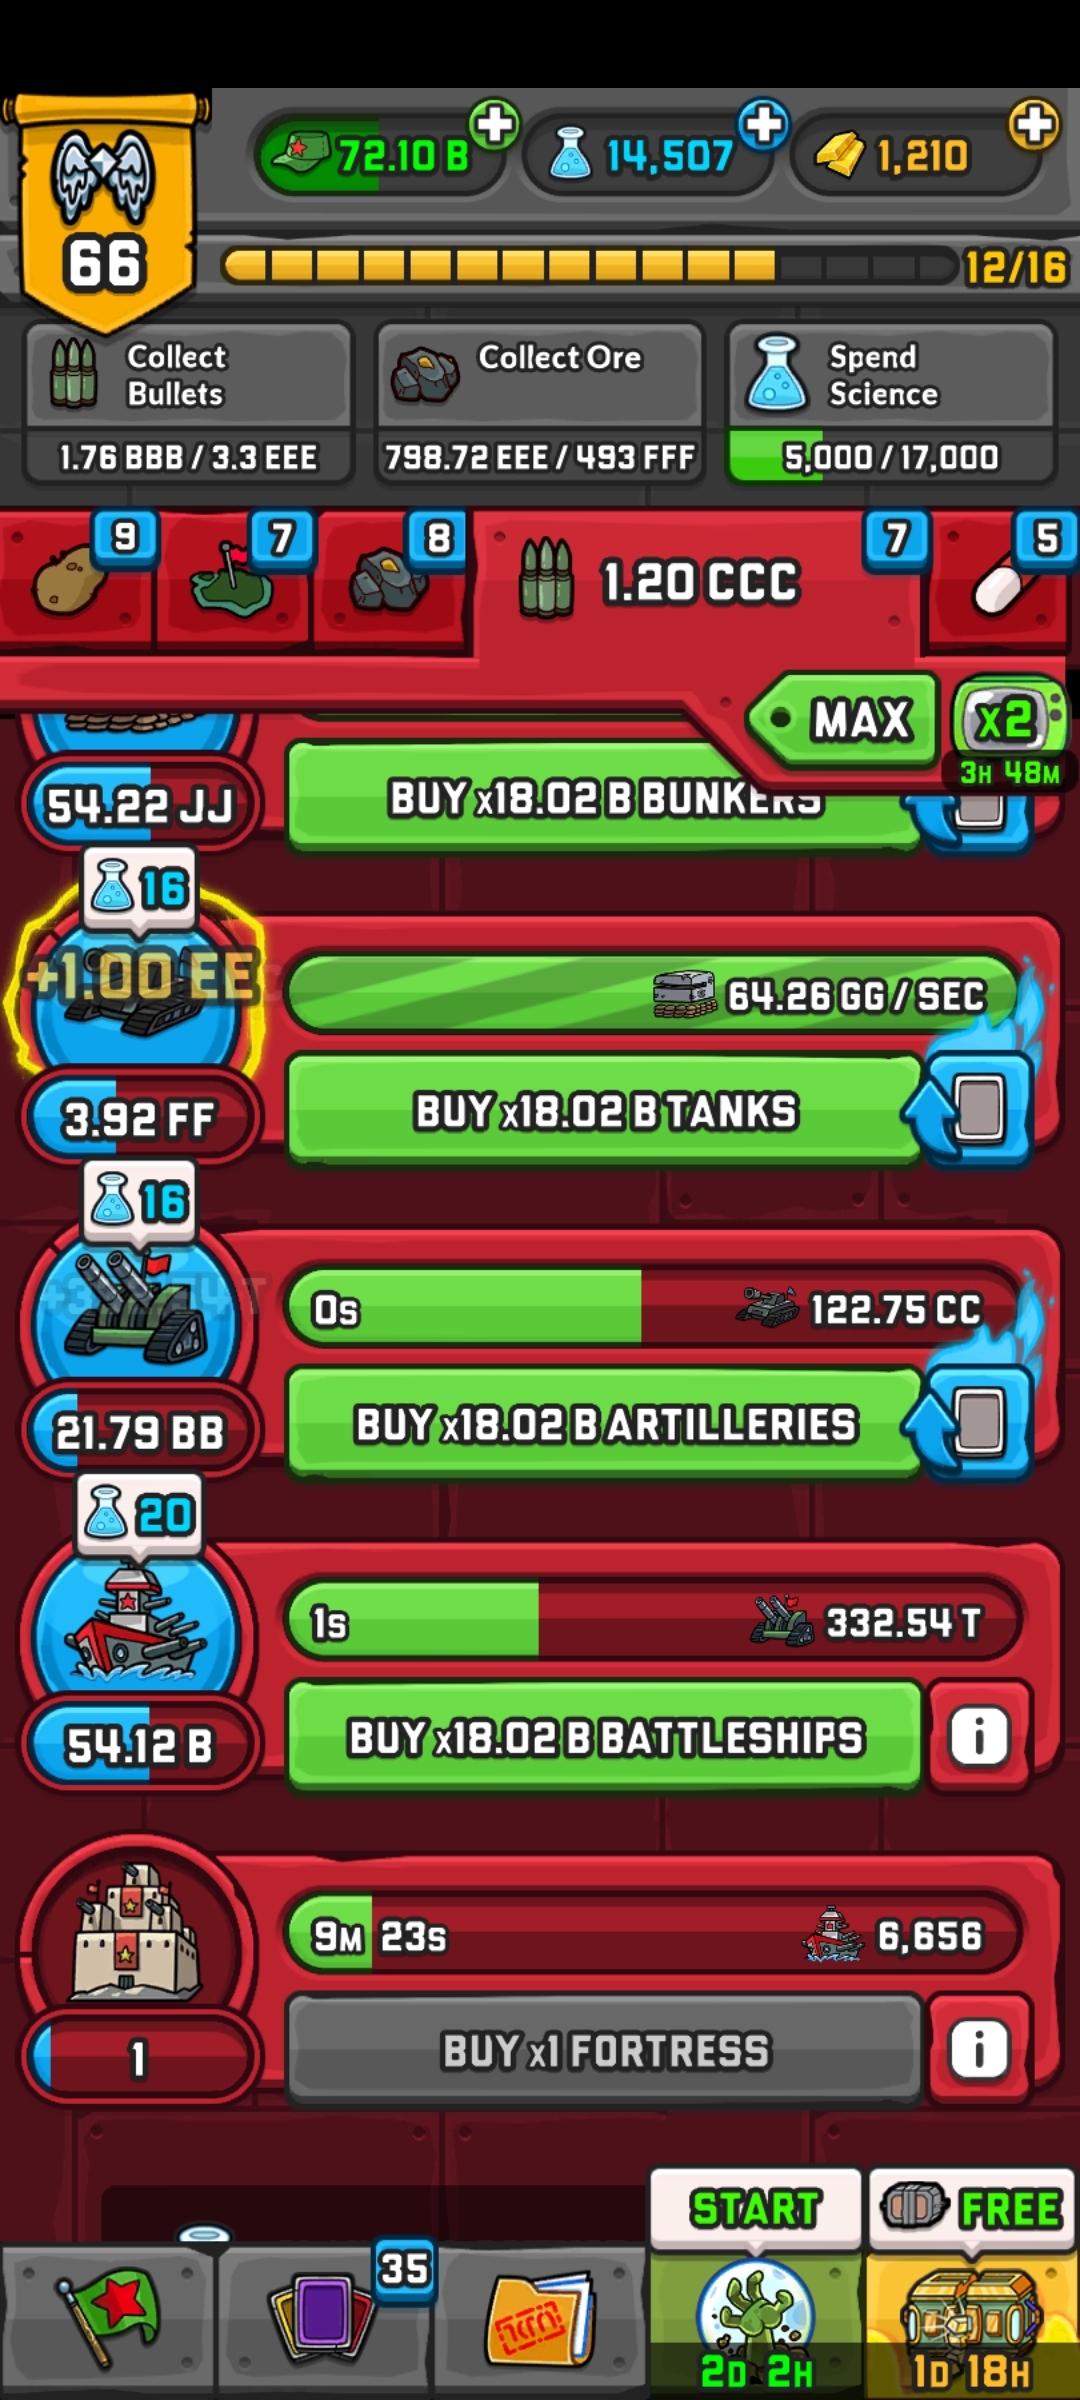 72.10 B
14,507
1,210
66
12/16
Collect Bullets
1.76 BBB / 3.3 EEE
Collect Ore
798.72 EEE / 493 FFF
Spend Science
5,000 / 17,000
9
7
8
1.20 CCC
7
5
MAX
x2
3H 48M
54.22 JJ
BUY x18.02 B BUNKERS
16
+1.00 EE
64.26 GG / SEC
3.92 FF
BUY x18.02 B TANKS
16
0s
122.75 CC
21.79 BB
BUY x18.02 B ARTILLERIES
20
1s
332.54 T
54.12 B
BUY x18.02 B BATTLESHIPS
9M 23s
6,656
1
BUY x1 FORTRESS
START
FREE
35
2D 2H
1D 18H